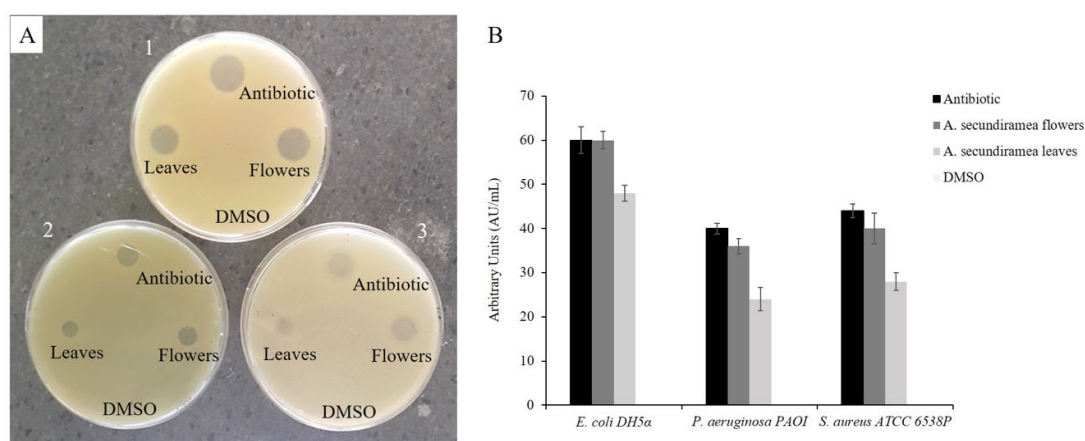 A
1
Antibiotic
Leaves
Flowers
DMSO
2
Antibiotic
Leaves
Flowers
DMSO
3
Antibiotic
Leaves
Flowers
DMSO
B
Arbitrary Units (AU/mL)
70
60
50
40
30
20
10
0
E. coli DH5α
P. aeruginosa PAOI
S. aureus ATCC 6538P
Antibiotic
A. secundiramea flowers
A. secundiramea leaves
DMSO